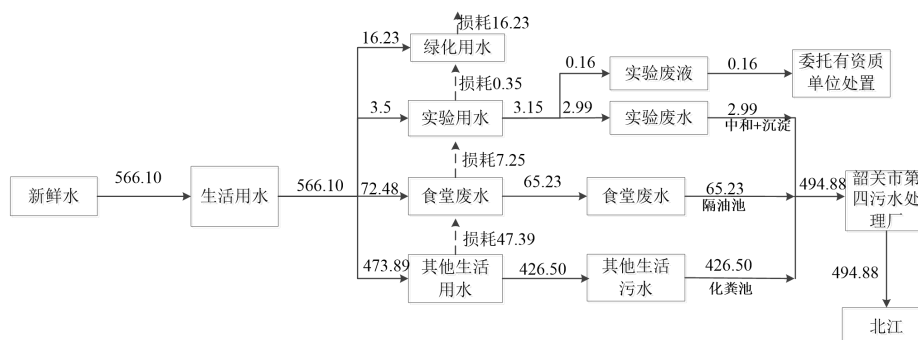 损耗16.23
16.23
绿化用水
损耗0.35
0.16
实验废液
0.16
委托有资质
单位处置
3.5
实验用水
3.15
2.99
实验废水
2.99
中和+沉淀
损耗7.25
新鲜水
566.10
生活用水
566.10
72.48
食堂废水
65.23
食堂废水
65.23
隔油池
494.88
韶关市第
四污水处
理厂
损耗47.39
473.89
其他生活
用水
426.50
其他生活
污水
426.50
化粪池
494.88
北江